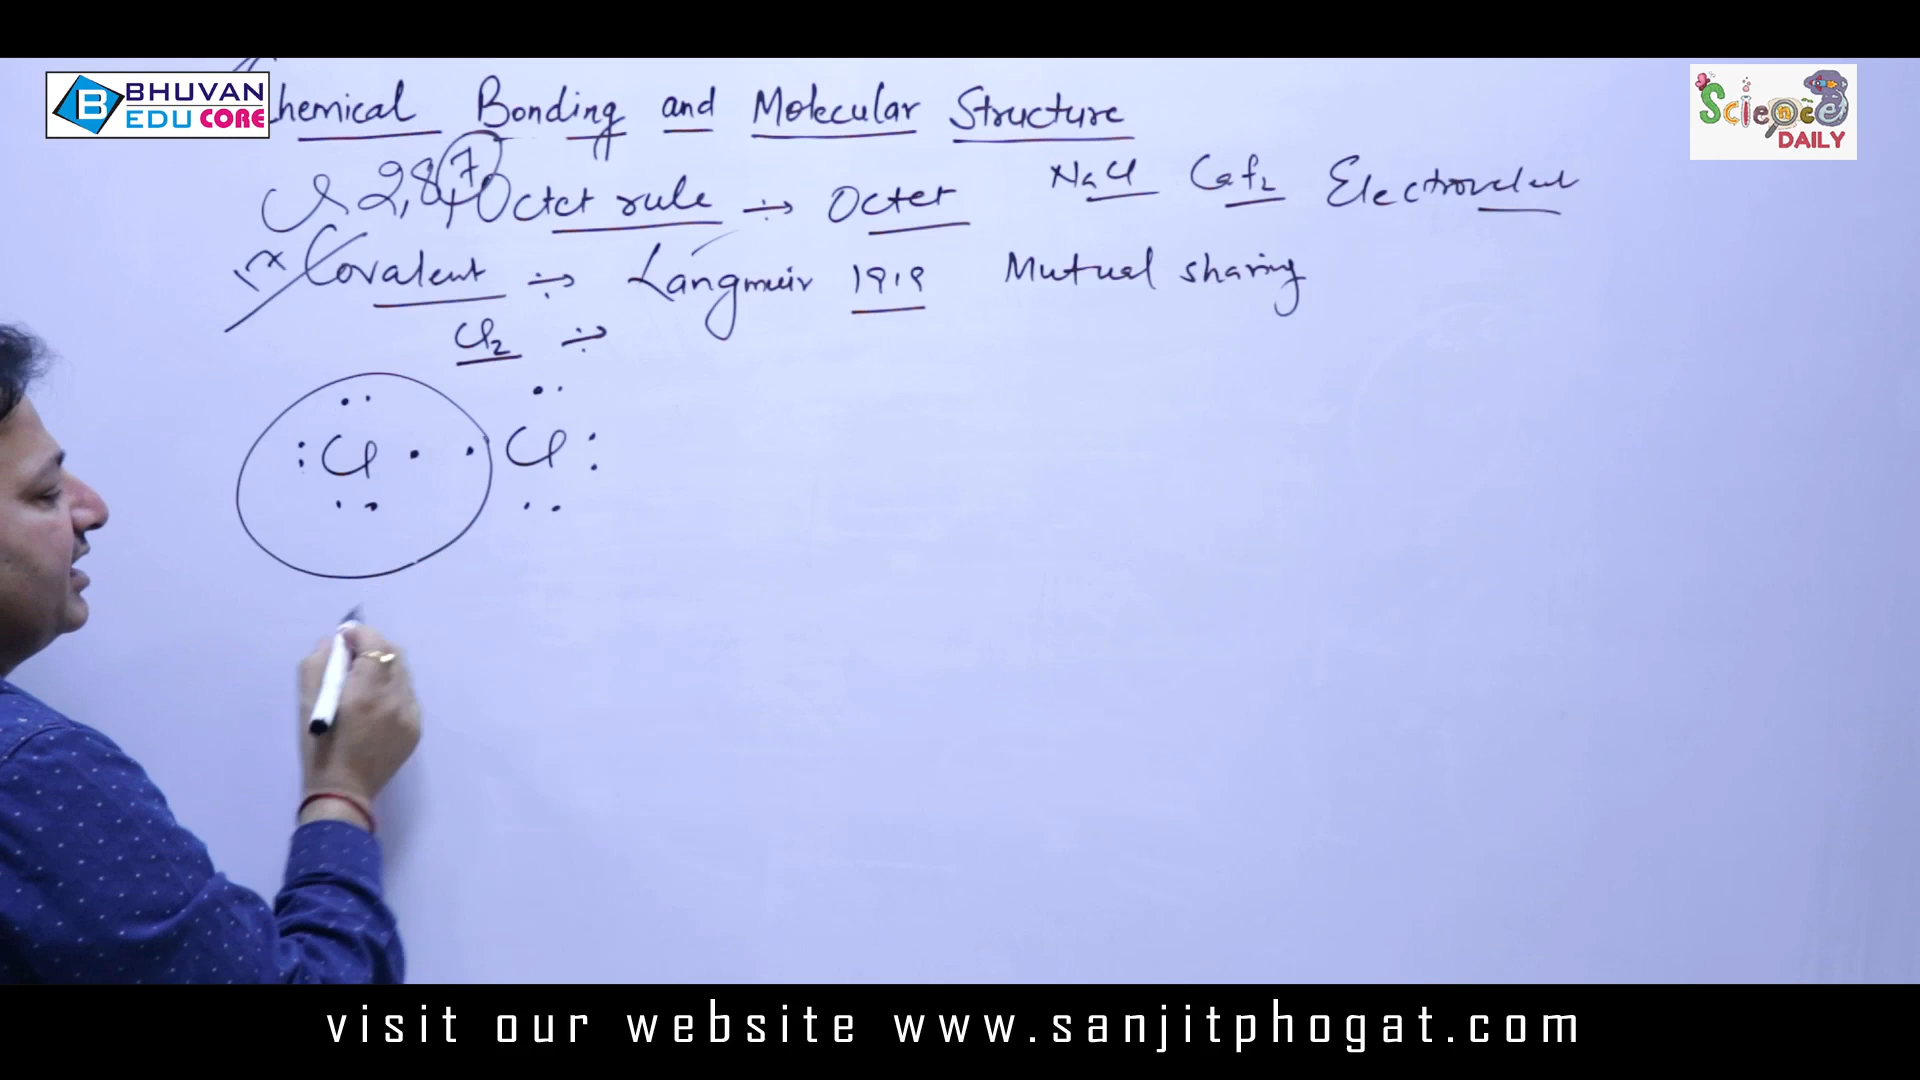 BHUVAN
EDU CORE
Science
DAILY
Chemical Bonding and Molecular Structure
Cl 2,8,7 Octet rule ÷> Octet NaCl CaF2 Electrovalent
Covalent ÷> Langmuir 1919 Mutual sharing
Cl2 ÷>
:Cl· ·Cl:
visit our website www.sanjitphogat.com